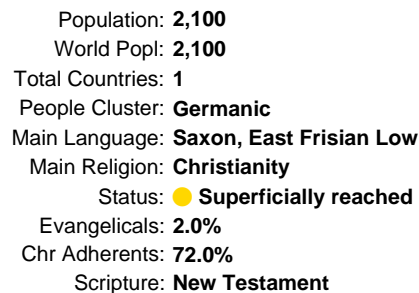 Population: 2,100
World Popl: 2,100
Total Countries: 1
People Cluster: Germanic
Main Language: Saxon, East Frisian Low
Main Religion: Christianity
Status: Superficially reached
Evangelicals: 2.0%
Chr Adherents: 72.0%
Scripture: New Testament